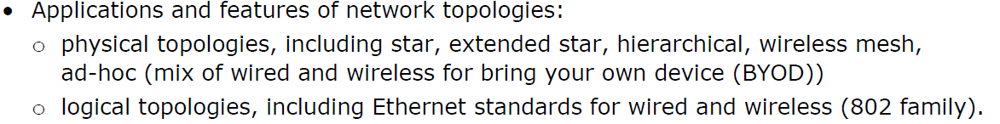 • Applications and features of network topologies:
o physical topologies, including star, extended star, hierarchical, wireless mesh,
ad-hoc (mix of wired and wireless for bring your own device (BYOD))
o logical topologies, including Ethernet standards for wired and wireless (802 family).